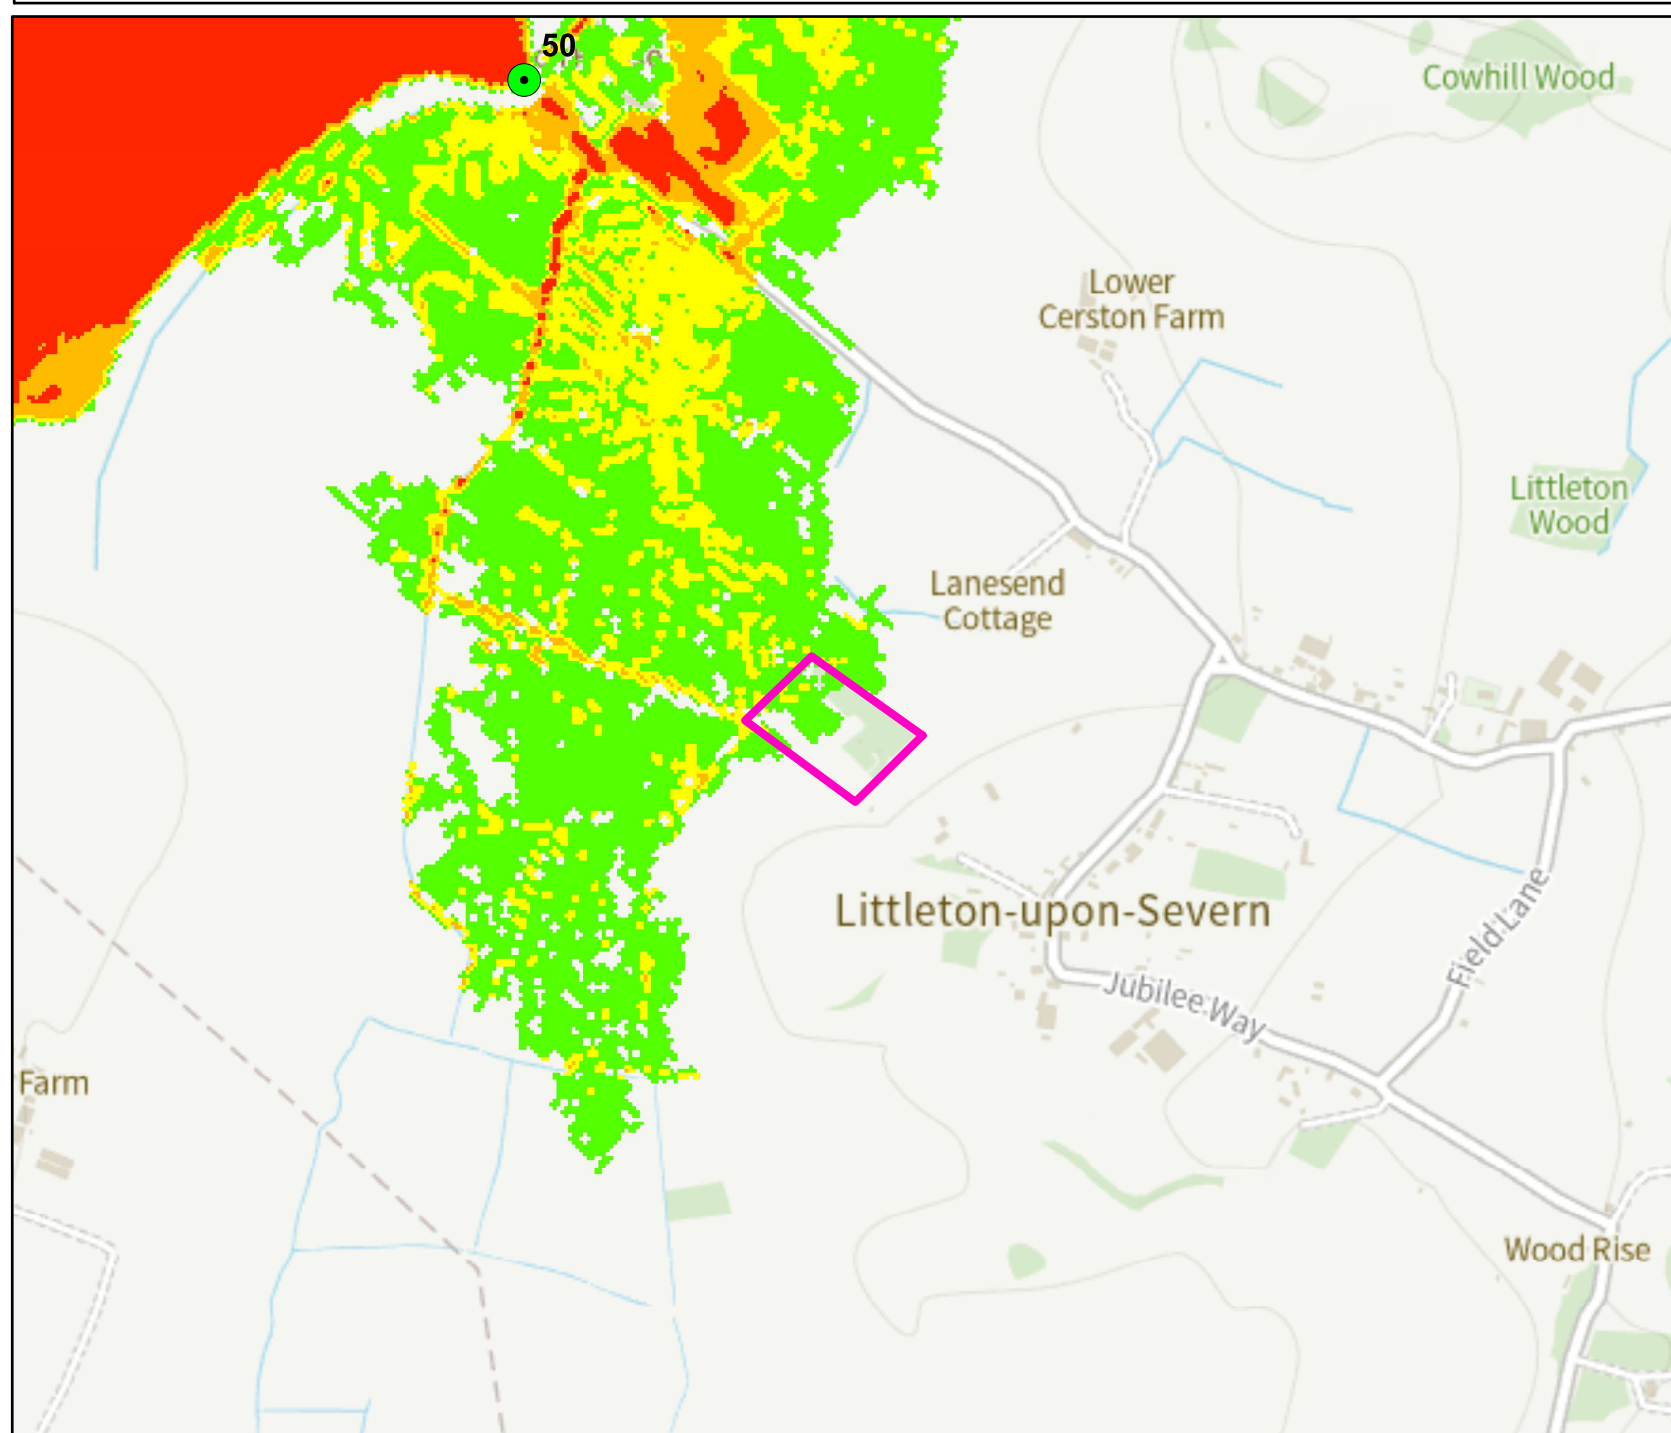 50
Cowhill Wood
Lower
Cerston Farm
Littleton
Wood
Lanesend
Cottage
Littleton-upon-Severn
Field Lane
Jubilee Way
Farm
Wood Rise